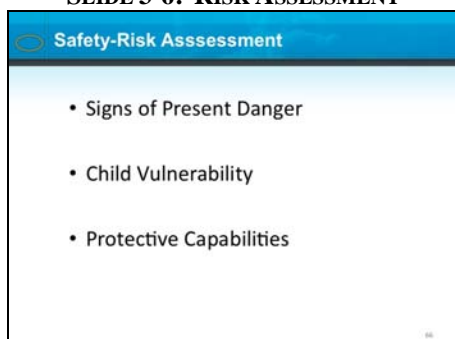 SLIDE 3-6: RISK ASSESSMENT
Safety-Risk Asssessment
• Signs of Present Danger
• Child Vulnerability
• Protective Capabilities